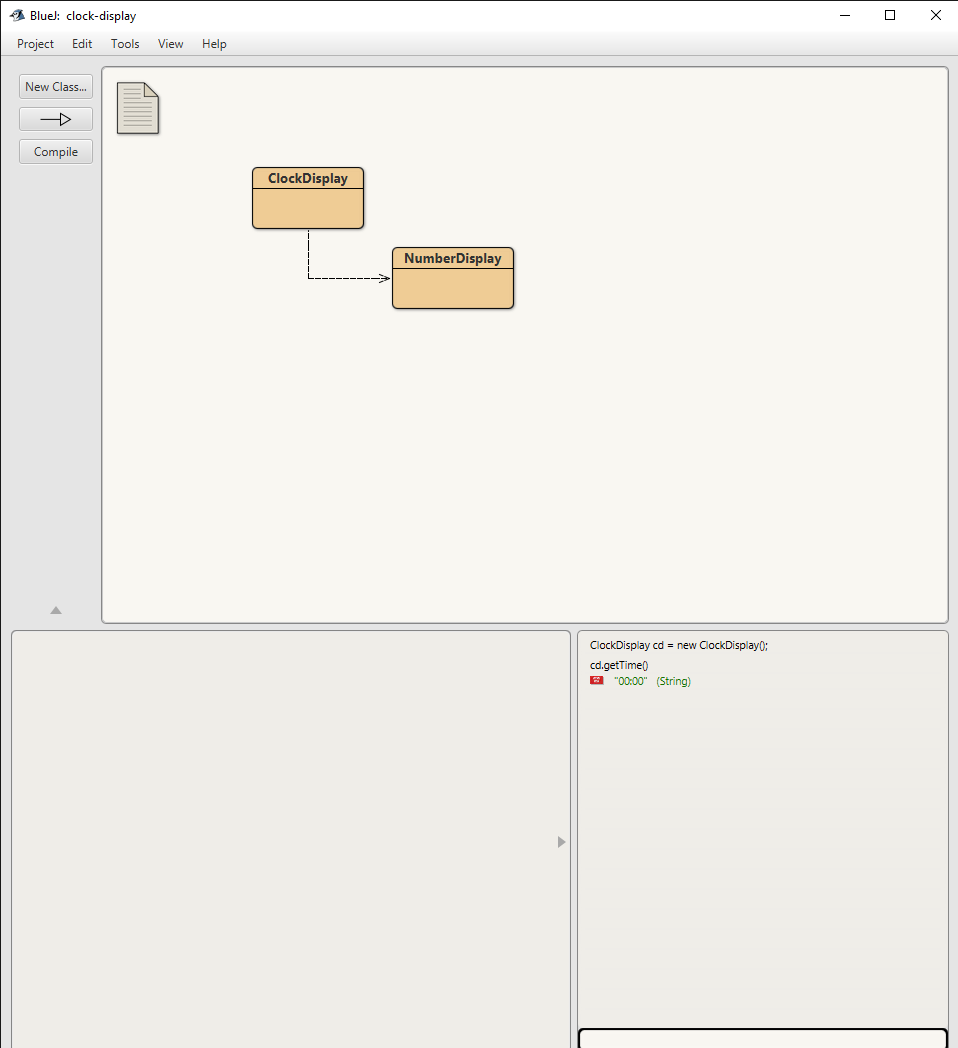 BlueJ: clock-display
Project Edit Tools View Help
New Class...
Compile
ClockDisplay
NumberDisplay
ClockDisplay cd = new ClockDisplay();
cd.getTime()
"00:00" (String)